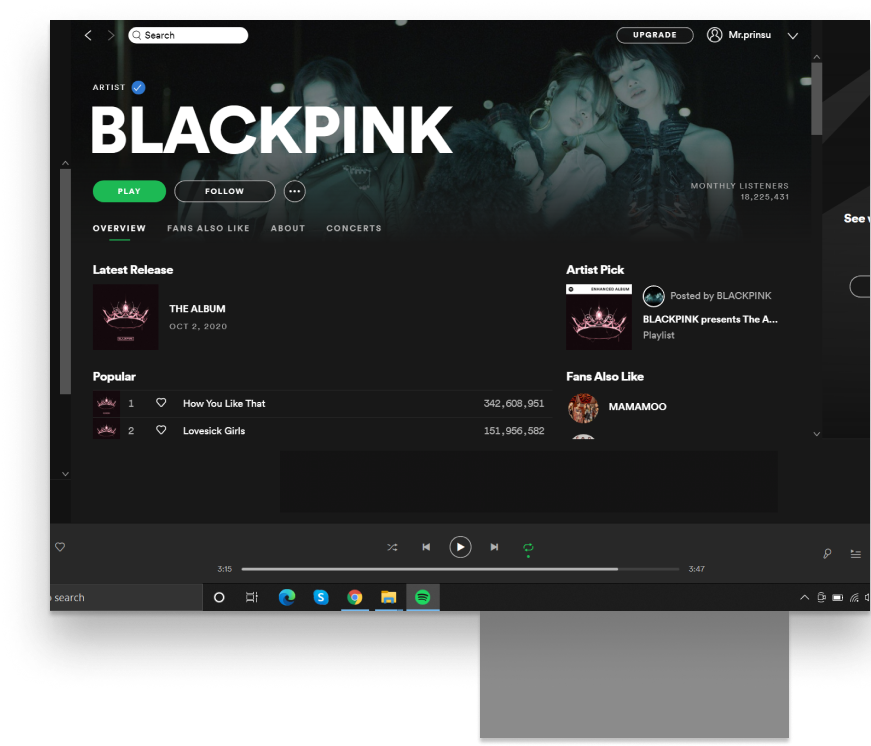 Search
UPGRADE
Mr.prinsu
ARTIST
BLACKPINK
PLAY
FOLLOW
MONTHLY LISTENERS
18,225,431
OVERVIEW
FANS ALSO LIKE
ABOUT
CONCERTS
See
Latest Release
THE ALBUM
OCT 2, 2020
Artist Pick
ENHANCED ALBUM
Posted by BLACKPINK
BLACKPINK presents The A...
Playlist
Popular
1
How You Like That
342,608,951
2
Lovesick Girls
151,956,582
Fans Also Like
MAMAMOO
3:15
3:47
search